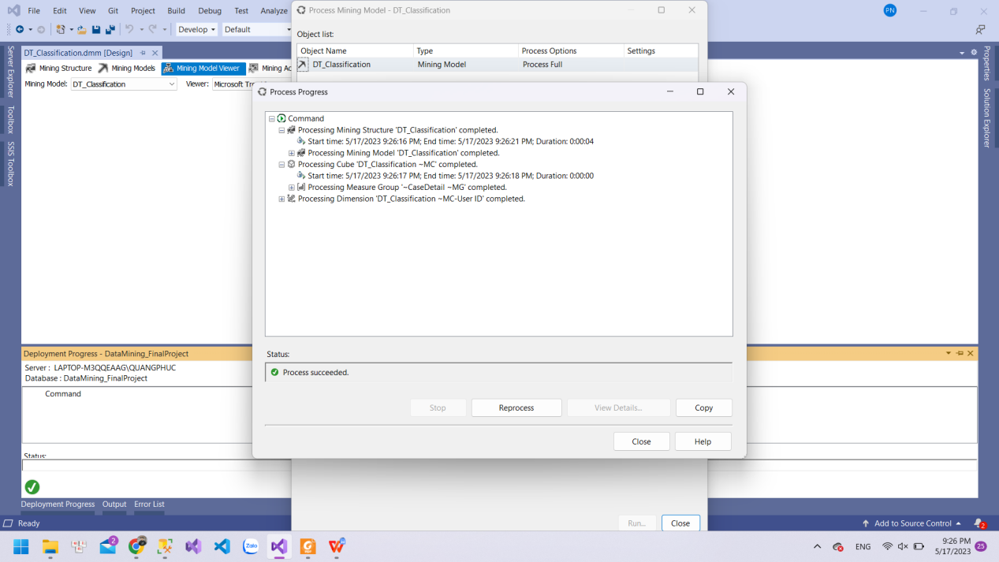 File Edit View Git Project Build Debug Test Analyze
Process Mining Model - DT_Classification
PN
Develop Default
Object list:
Object Name Type Process Options Settings
DT_Classification Mining Model Process Full
DT_Classification.dmm [Design]
Mining Structure Mining Models Mining Model Viewer Mining Ac
Mining Model: DT_Classification Viewer: Microsoft Tre
Server Explorer
Toolbox
SSIS Toolbox
Properties
Solution Explorer
Process Progress
Command
Processing Mining Structure 'DT_Classification' completed.
Start time: 5/17/2023 9:26:16 PM; End time: 5/17/2023 9:26:21 PM; Duration: 0:00:04
Processing Mining Model 'DT_Classification' completed.
Processing Cube 'DT_Classification ~MC' completed.
Start time: 5/17/2023 9:26:17 PM; End time: 5/17/2023 9:26:18 PM; Duration: 0:00:00
Processing Measure Group '~CaseDetail ~MG' completed.
Processing Dimension 'DT_Classification ~MC-User ID' completed.
Status:
Process succeeded.
Stop Reprocess View Details... Copy
Close Help
Deployment Progress - DataMining_FinalProject
Server : LAPTOP-M3QQEAAG\QUANGPHUC
Database : DataMining_FinalProject
Command
Status:
Deployment Progress Output Error List
Run... Close
Ready
Add to Source Control 2
2 Zalo
ENG
9:26 PM
5/17/2023
25